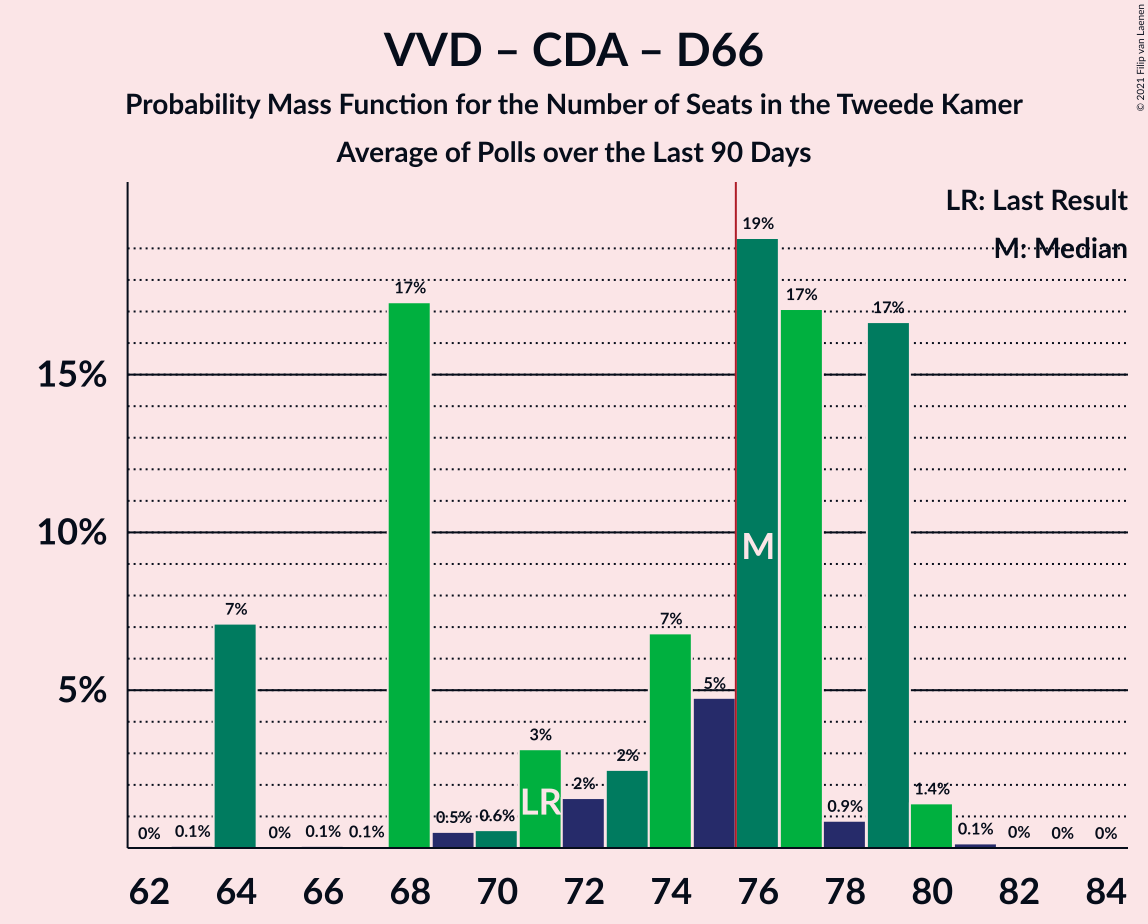 VVD – CDA – D66
Probability Mass Function for the Number of Seats in the Tweede Kamer
Average of Polls over the Last 90 Days
© 2021 Filip van Laenen
LR: Last Result
M: Median
19%
17%
17%
17%
15%
10%
M
7%
7%
5%
5%
3%
2%
2%
LR
1.4%
0.9%
0.5%
0.6%
0%
0.1%
0%
0.1%
0.1%
0.1%
0%
0%
0%
62 64 66 68 70 72 74 76 78 80 82 84